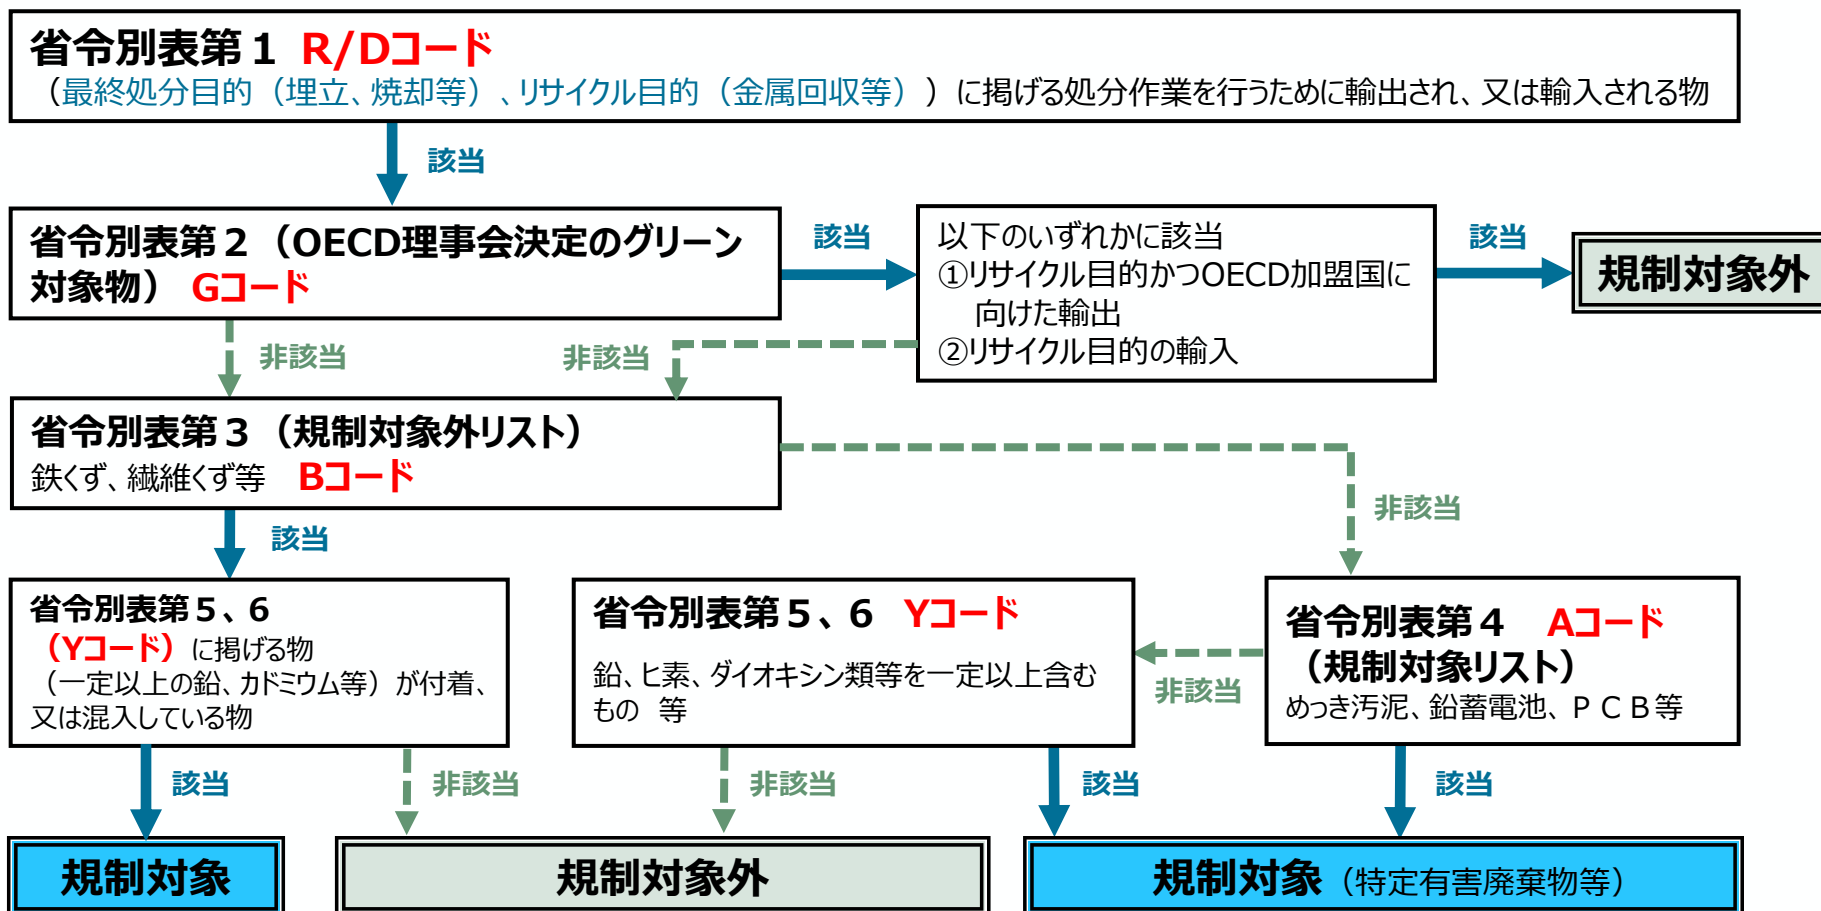 省令別表第１ R/Dコード
（最終処分目的（埋立、焼却等）、リサイクル目的（金属回収等））に掲げる処分作業を行うために輸出され、又は輸入される物
該当
省令別表第２（OECD理事会決定のグリーン
対象物） Gコード
該当
以下のいずれかに該当
①リサイクル目的かつOECD加盟国に
向けた輸出
②リサイクル目的の輸入
該当
規制対象外
非該当
非該当
省令別表第３（規制対象外リスト）
鉄くず、繊維くず等 Bコード
非該当
該当
省令別表第５、６
（Yコード）に掲げる物
（一定以上の鉛、カドミウム等）が付着、
又は混入している物
省令別表第５、６ Yコード
鉛、ヒ素、ダイオキシン類等を一定以上含む
もの 等
非該当
省令別表第４ Aコード
（規制対象リスト）
めっき汚泥、鉛蓄電池、ＰＣＢ等
該当
非該当
非該当
該当
該当
規制対象
規制対象外
規制対象（特定有害廃棄物等）